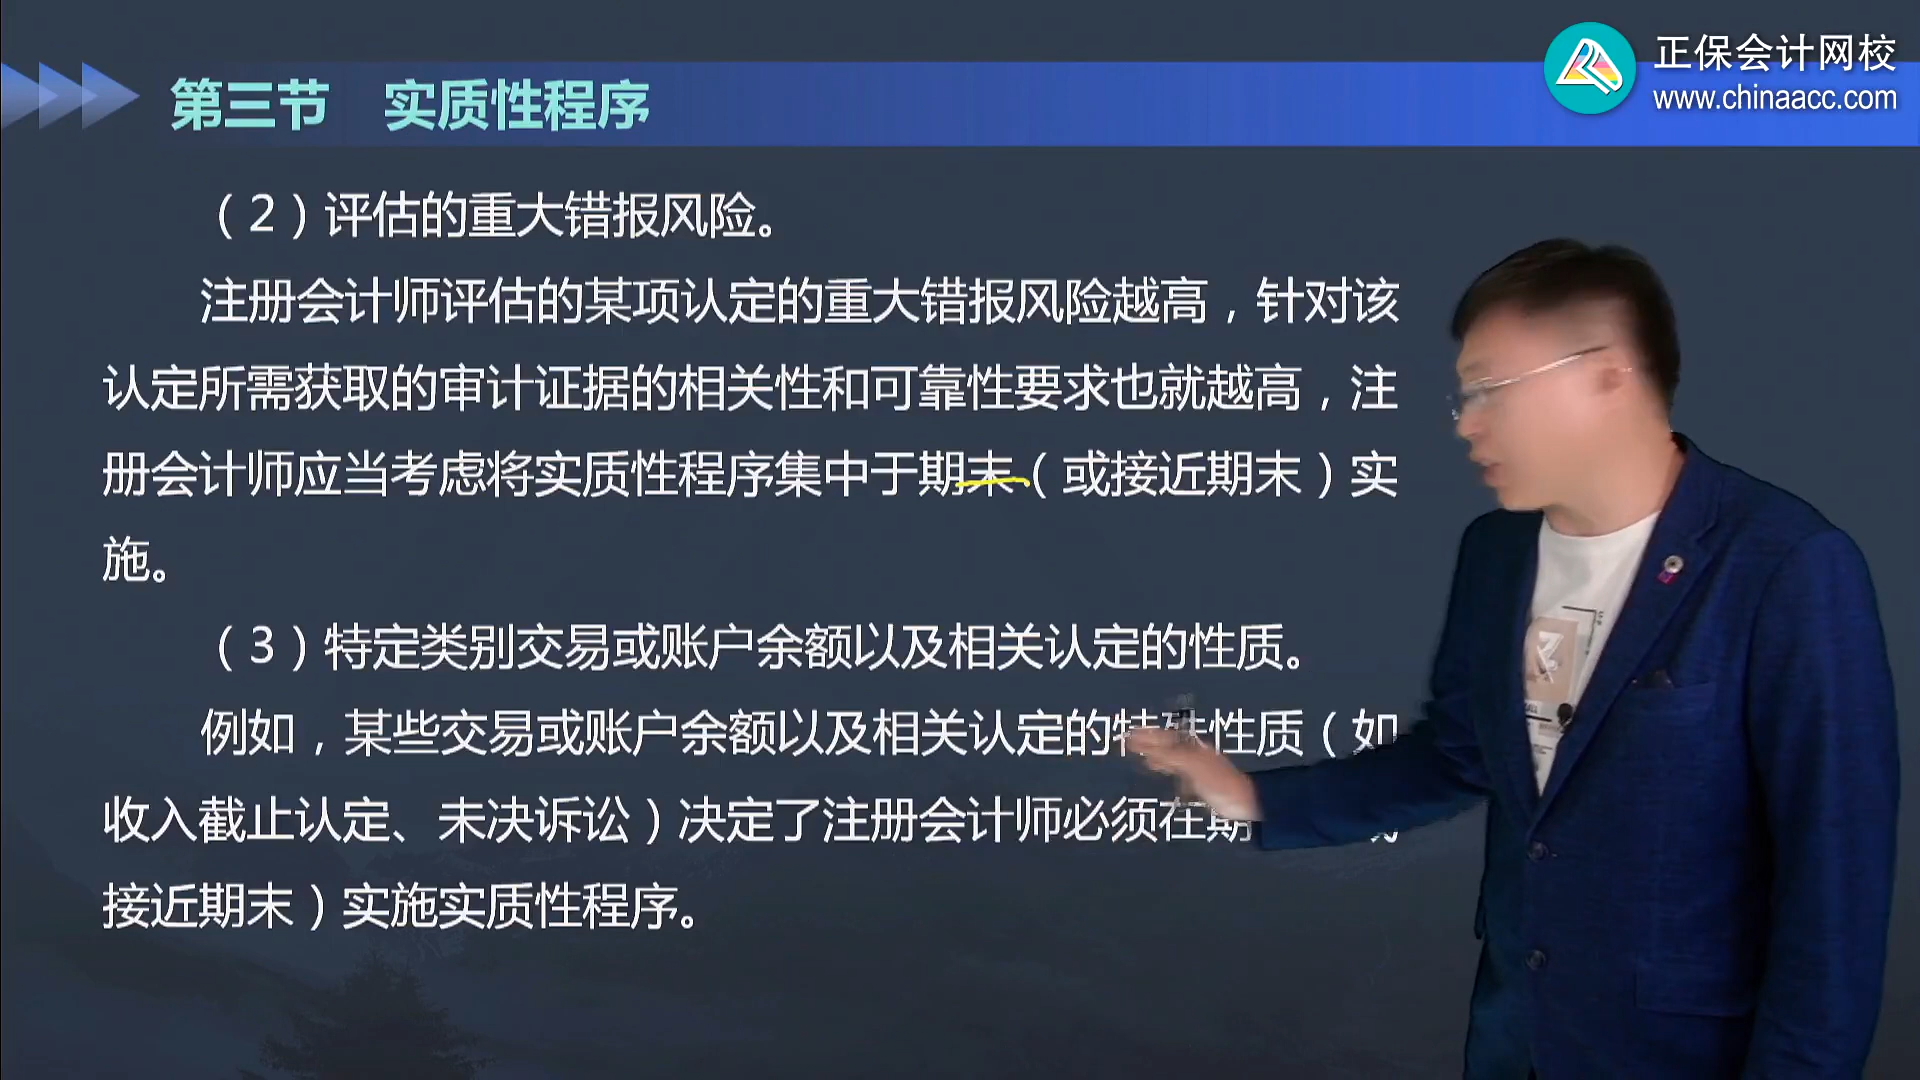 正保会计网校
www.chinaacc.com
第三节 实质性程序
（2）评估的重大错报风险。
注册会计师评估的某项认定的重大错报风险越高，针对该
认定所需获取的审计证据的相关性和可靠性要求也就越高，注
册会计师应当考虑将实质性程序集中于期末（或接近期末）实
施。
（3）特定类别交易或账户余额以及相关认定的性质。
例如，某些交易或账户余额以及相关认定的特殊性质（如
收入截止认定、未决诉讼）决定了注册会计师必须在期
接近期末）实施实质性程序。